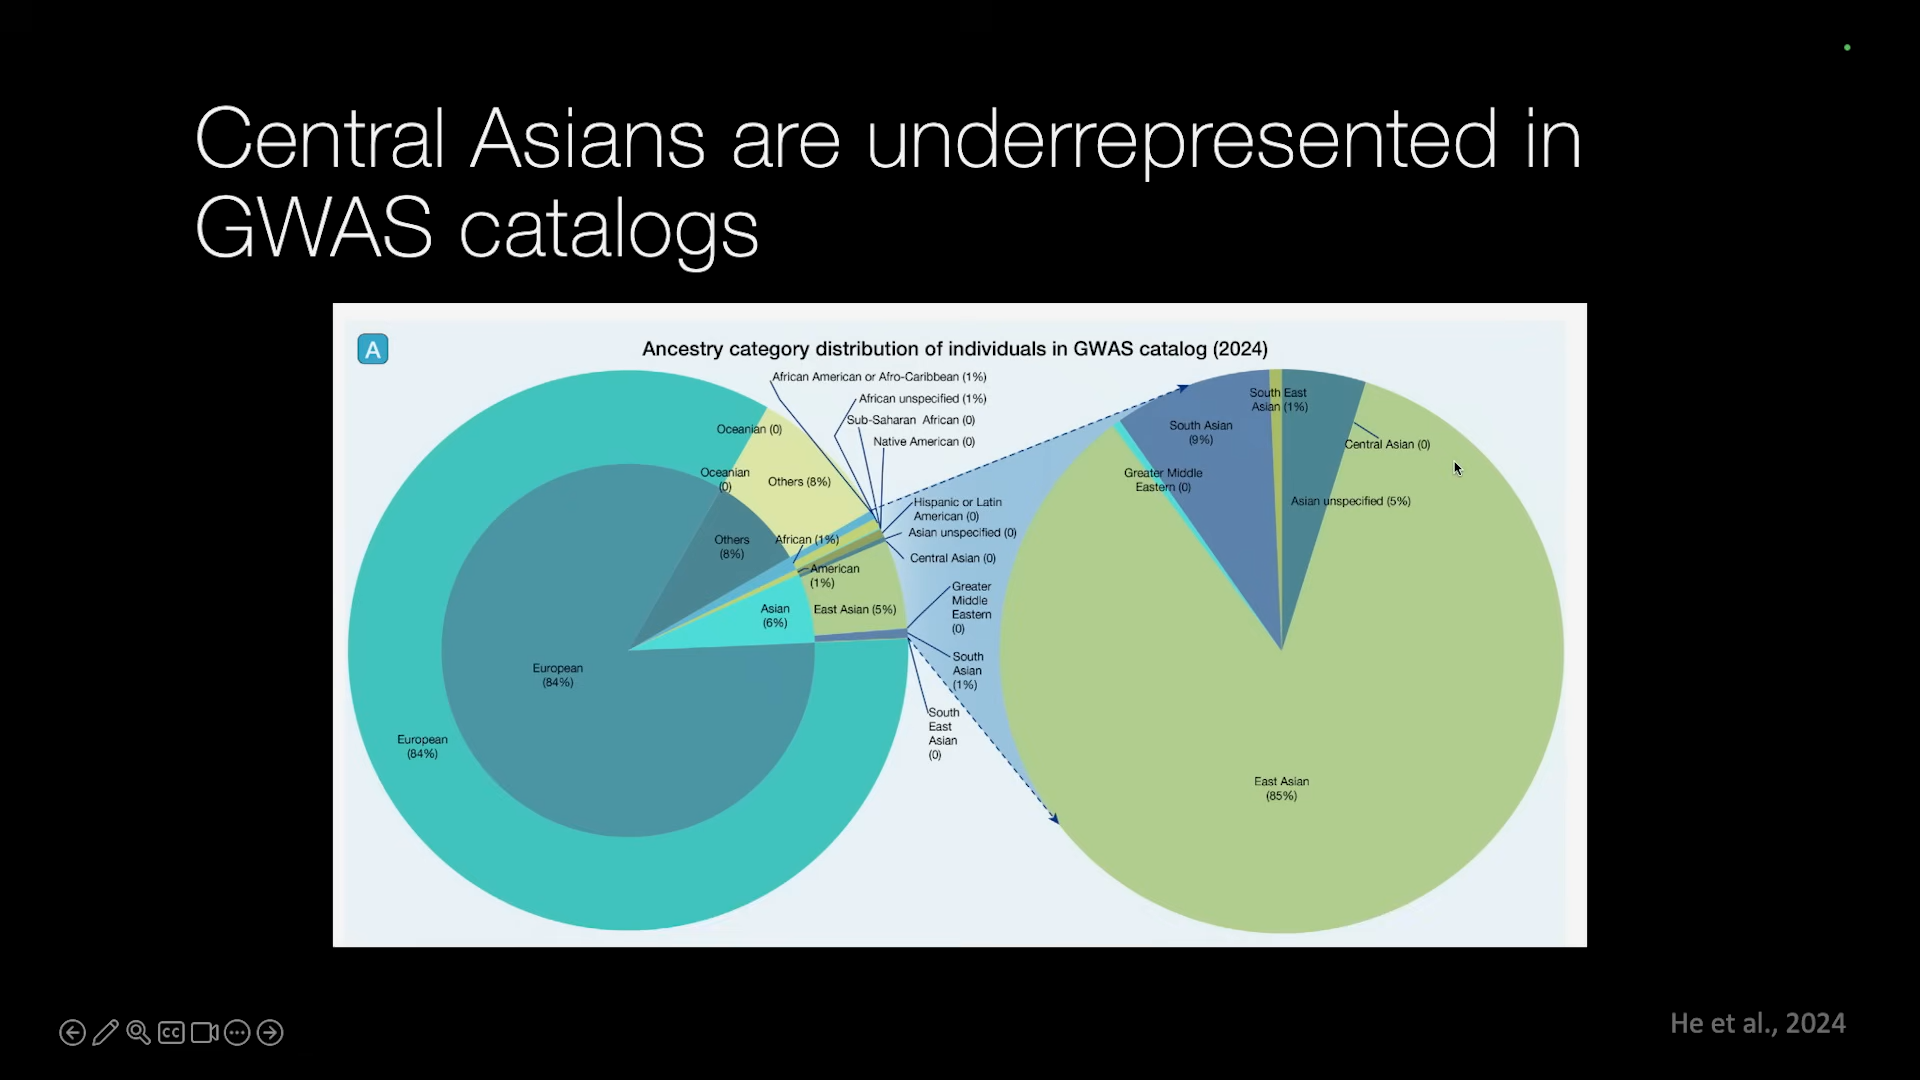 Central Asians are underrepresented in
GWAS catalogs
A
Ancestry category distribution of individuals in GWAS catalog (2024)
African American or Afro-Caribbean (1%)
African unspecified (1%)
Sub-Saharan African (0)
Native American (0)
Oceanian (0)
Oceanian
(0)
Others (8%)
Others
(8%)
African (1%)
American
(1%)
Asian
(6%)
East Asian (5%)
European
(84%)
European
(84%)
Hispanic or Latin
American (0)
Asian unspecified (0)
Central Asian (0)
Greater
Middle
Eastern
(0)
South
Asian
(1%)
South
East
Asian
(0)
South East
Asian (1%)
South Asian
(9%)
Greater Middle
Eastern (0)
Central Asian (0)
Asian unspecified (5%)
East Asian
(85%)
CC
He et al., 2024